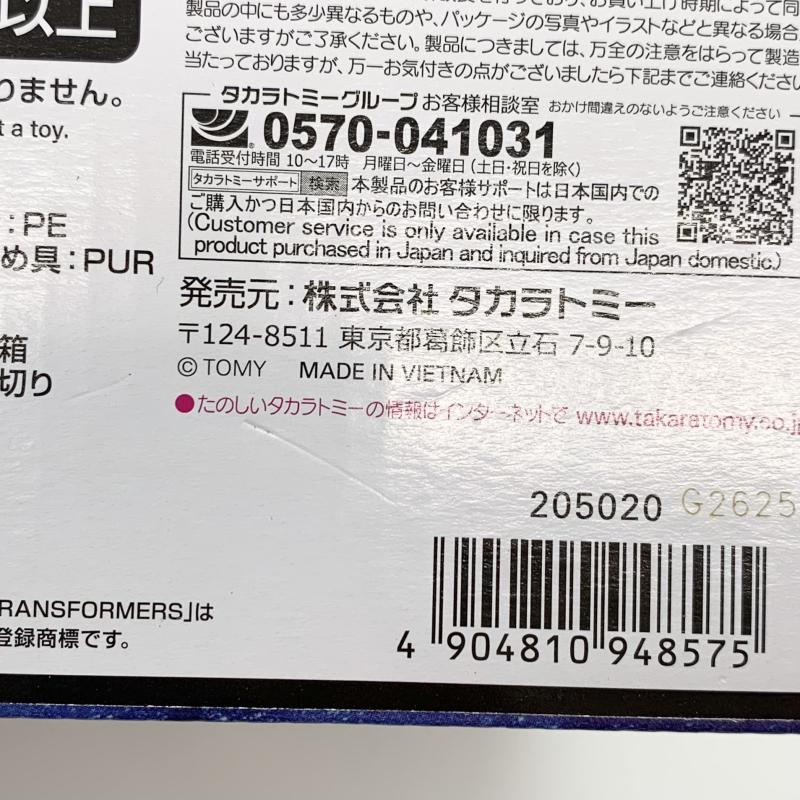 以上
製品の中にも多少異なるものや、パッケージの写真やイラストなどと異なる場合
ございますがご了承ください。製品につきましては、万全の注意をはらって製造
当たっておりますが、万一お気付きの点がございましたら下記までご連絡ください
りません。
t a toy.
タカラトミーグループ お客様相談室 おかけ間違えのないようご注意ください
0570-041031
電話受付時間 10〜17時 月曜日〜金曜日（土日・祝日を除く）
タカラトミーサポート 検索 本製品のお客様サポートは日本国内での
ご購入かつ日本国内からのお問い合わせに限ります。
(Customer service is only available in case this
product purchased in Japan and inquired from Japan domestic.)
：PE
め具：PUR
箱
切り
発売元：株式会社 タカラトミー
〒124-8511 東京都葛飾区立石 7-9-10
© TOMY MADE IN VIETNAM
●たのしいタカラトミーの情報はインターネットで www.takaratomy.co.j
205020 G2625
RANSFORMERS」は
登録商標です。
4 904810 948575